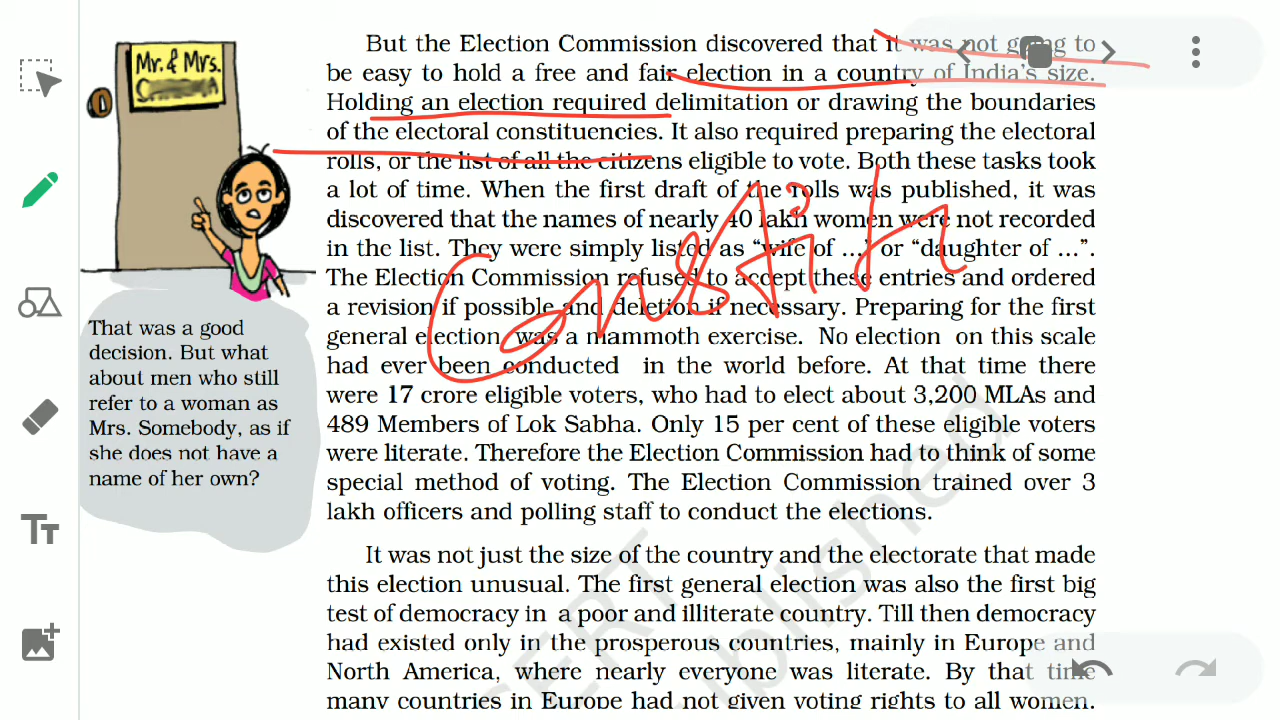 Mr. & Mrs.
But the Election Commission discovered that it was not going to
be easy to hold a free and fair election in a country of India's size.
Holding an election required delimitation or drawing the boundaries
of the electoral constituencies. It also required preparing the electoral
rolls, or the list of all the citizens eligible to vote. Both these tasks took
a lot of time. When the first draft of the rolls was published, it was
discovered that the names of nearly 40 lakh women were not recorded
in the list. They were simply listed as “wife of ...” or “daughter of ...”.
The Election Commission refused to accept these entries and ordered
a revision if possible and deletion if necessary. Preparing for the first
general election was a mammoth exercise. No election on this scale
had ever been conducted in the world before. At that time there
were 17 crore eligible voters, who had to elect about 3,200 MLAs and
489 Members of Lok Sabha. Only 15 per cent of these eligible voters
were literate. Therefore the Election Commission had to think of some
special method of voting. The Election Commission trained over 3
lakh officers and polling staff to conduct the elections.
It was not just the size of the country and the electorate that made
this election unusual. The first general election was also the first big
test of democracy in a poor and illiterate country. Till then democracy
had existed only in the prosperous countries, mainly in Europe and
North America, where nearly everyone was literate. By that time
many countries in Europe had not given voting rights to all women.
That was a good
decision. But what
about men who still
refer to a woman as
Mrs. Somebody, as if
she does not have a
name of her own?
TT